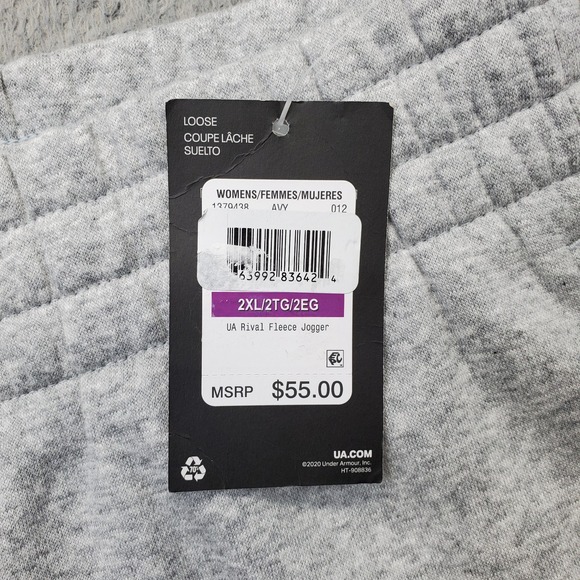 LOOSE
COUPE LÂCHE
SUELTO
WOMENS/FEMMES/MUJERES
1379438 AVY 012
63992 83642 4
2XL/2TG/2EG
UA Rival Fleece Jogger
MSRP $55.00
70%
UA.COM
©2020 Under Armour, Inc.
HT-908836